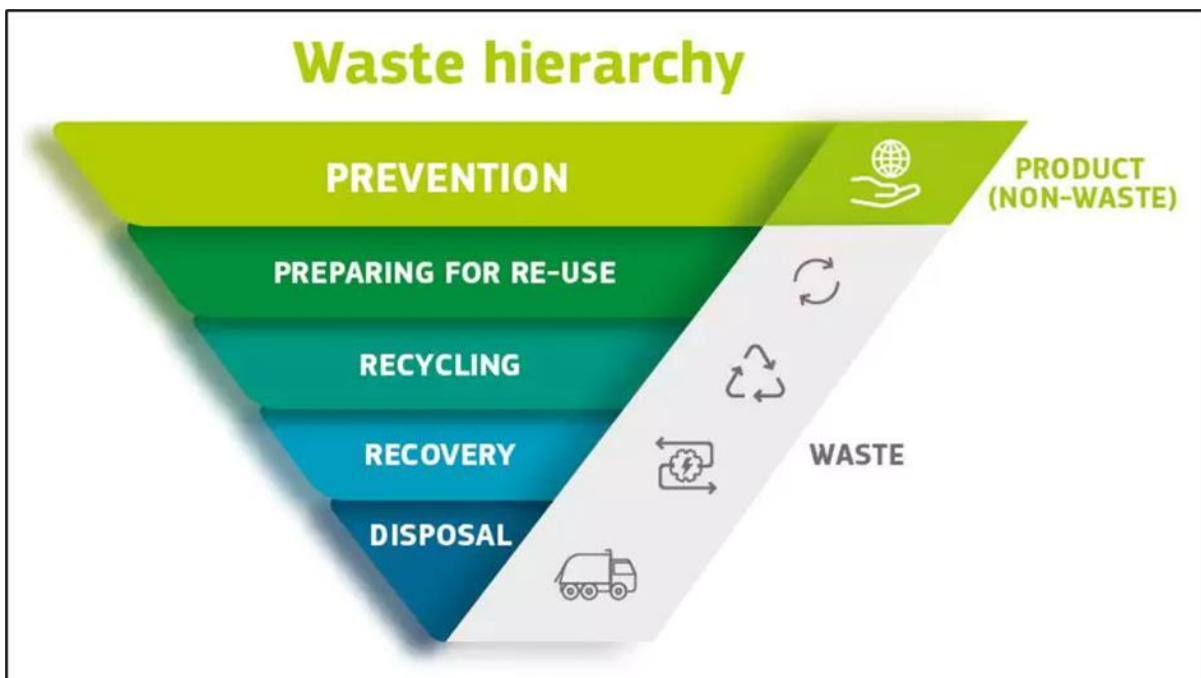 Waste hierarchy
PREVENTION
PRODUCT
(NON-WASTE)
PREPARING FOR RE-USE
RECYCLING
RECOVERY
WASTE
DISPOSAL